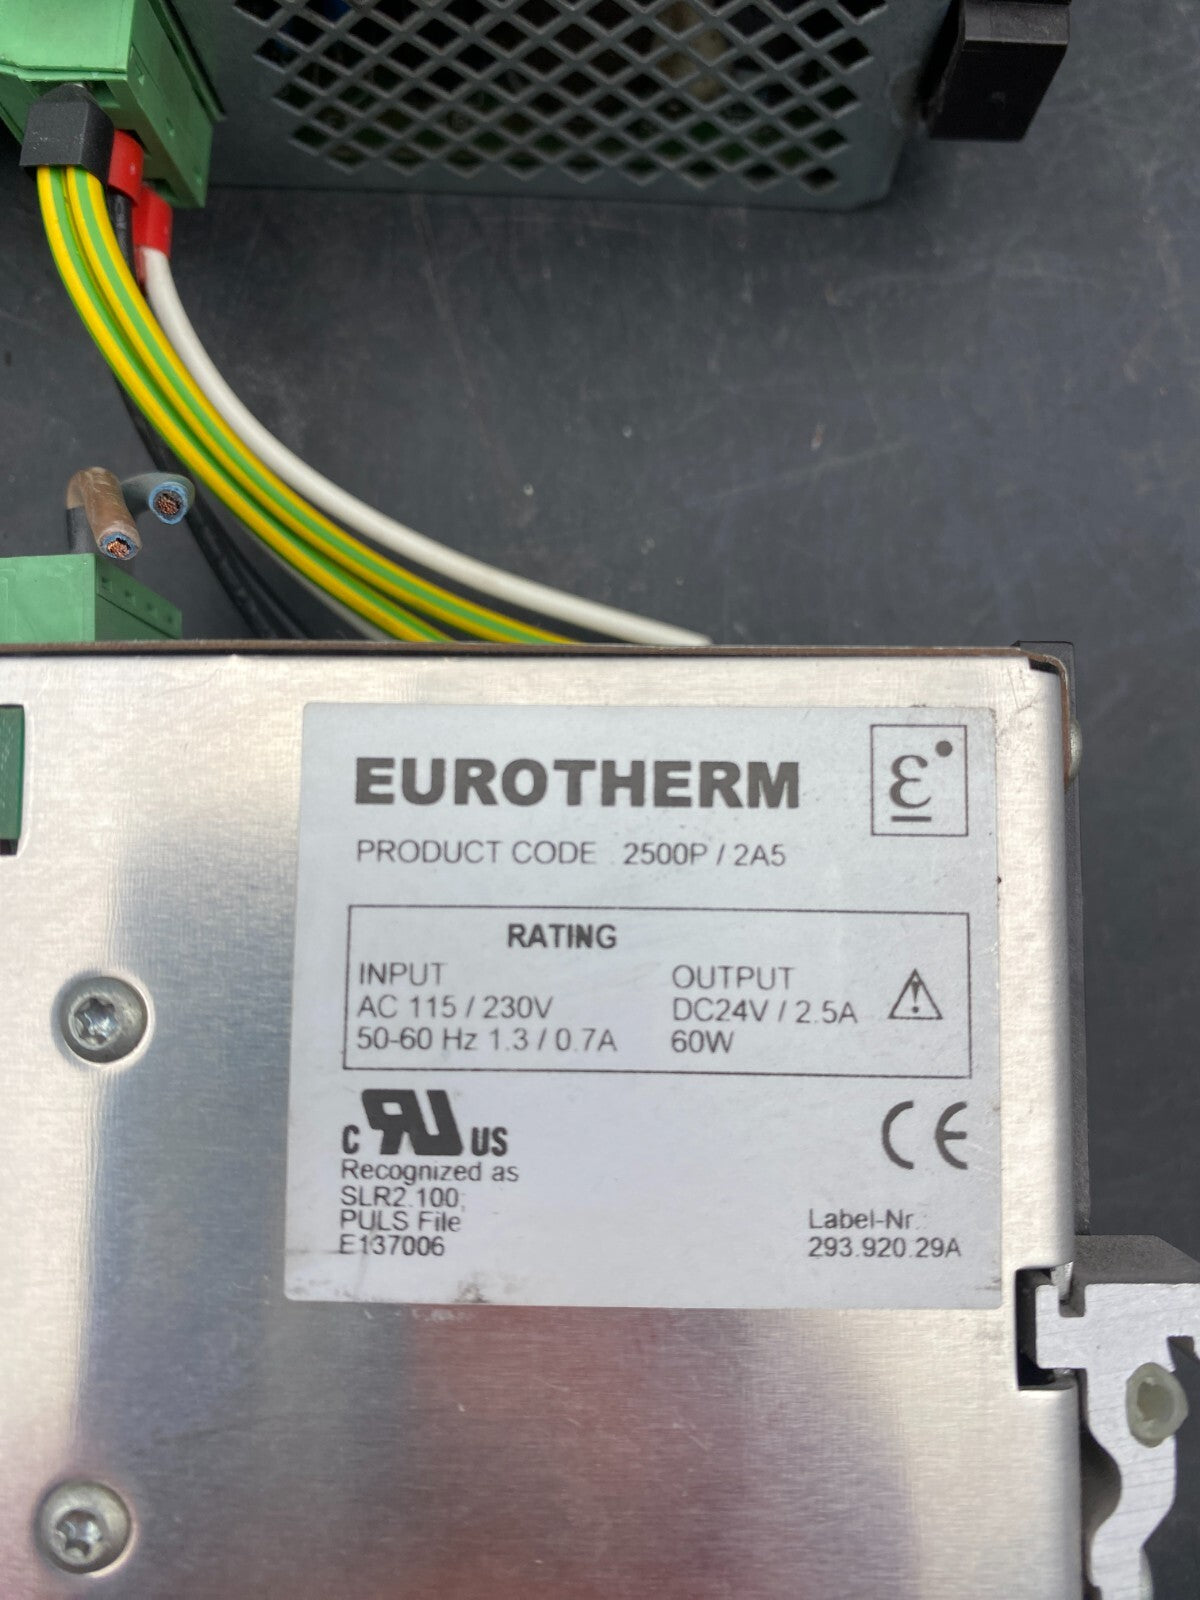 EUROTHERM
ε
PRODUCT CODE 2500P / 2A5
RATING
INPUT
AC 115 / 230V
50-60 Hz 1.3 / 0.7A
OUTPUT
DC24V / 2.5A
60W
C RU US
Recognized as
SLR2.100,
PULS File
E137006
CE
Label-Nr.:
293.920.29A